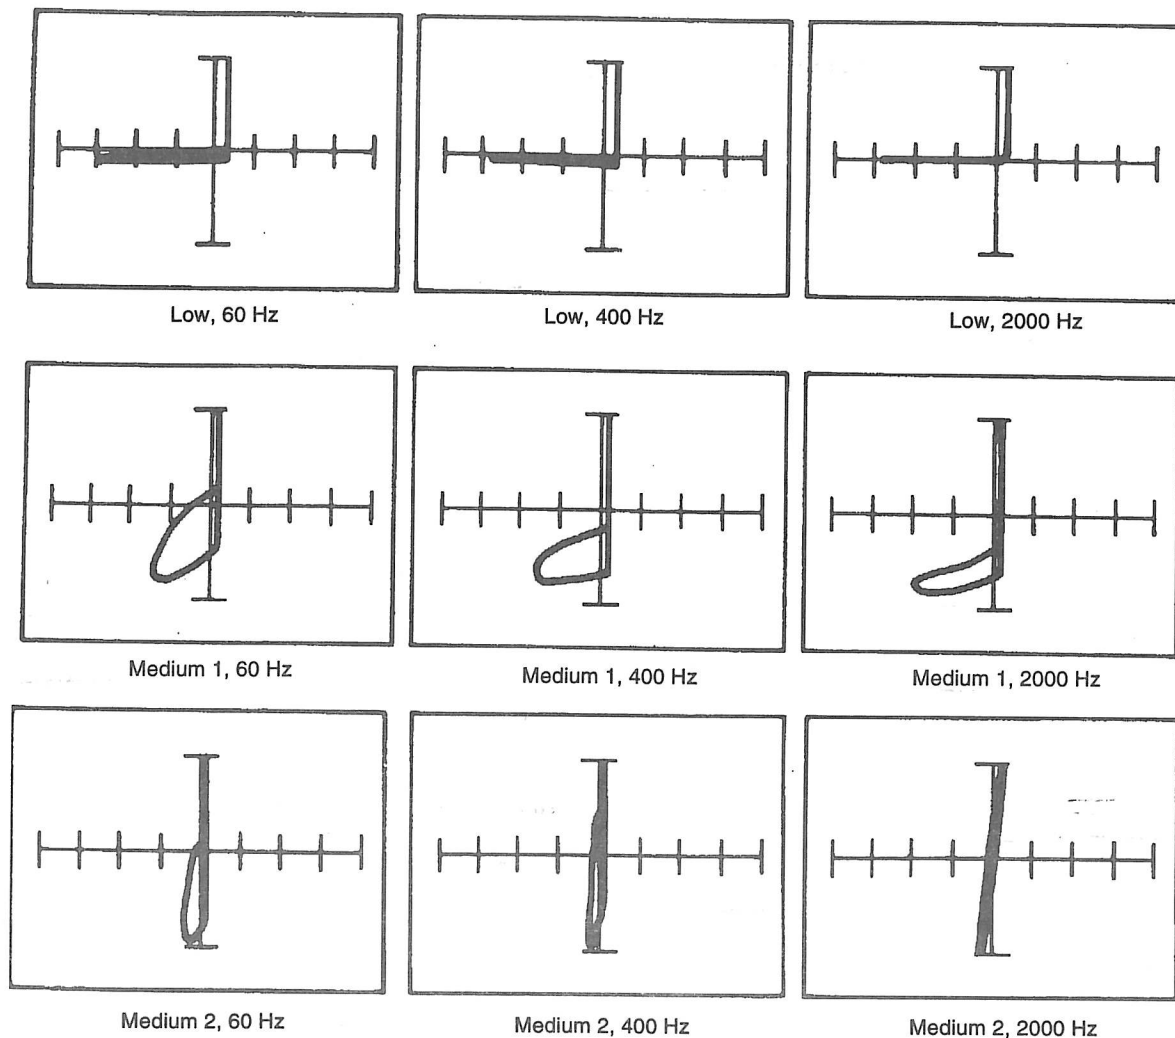 Low, 60 Hz
Low, 400 Hz
Low, 2000 Hz
Medium 1, 60 Hz
Medium 1, 400 Hz
Medium 1, 2000 Hz
Medium 2, 60 Hz
Medium 2, 400 Hz
Medium 2, 2000 Hz